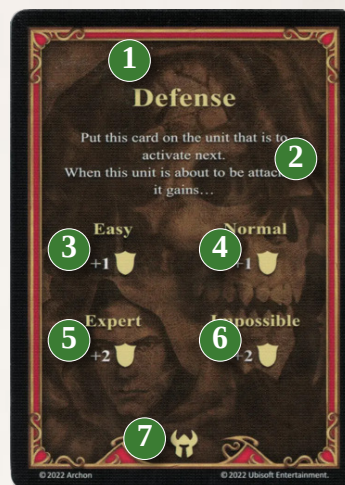 1
Defense
Put this card on the unit that is to
activate next.
2
When this unit is about to be
it gains...
Easy
Normal
3
+1
4
+1
Expert
5
+2
6
+2
7
© 2022 Archon
© 2022 Ubisoft Entertainment.